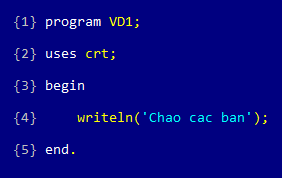 {1} program VD1;
{2} uses crt;
{3} begin
{4}     writeln('Chao cac ban');
{5} end.